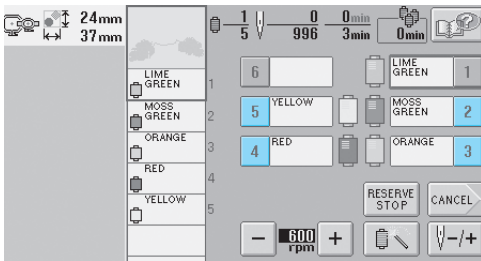 24mm
37mm
1
5
0
996
0min
3min
0min
LIME
GREEN
1
MOSS
GREEN
2
ORANGE
3
RED
4
YELLOW
5
6
LIME
GREEN
1
5
YELLOW
MOSS
GREEN
2
4
RED
ORANGE
3
RESERVE
STOP
CANCEL
−
600
rpm
+
−/+